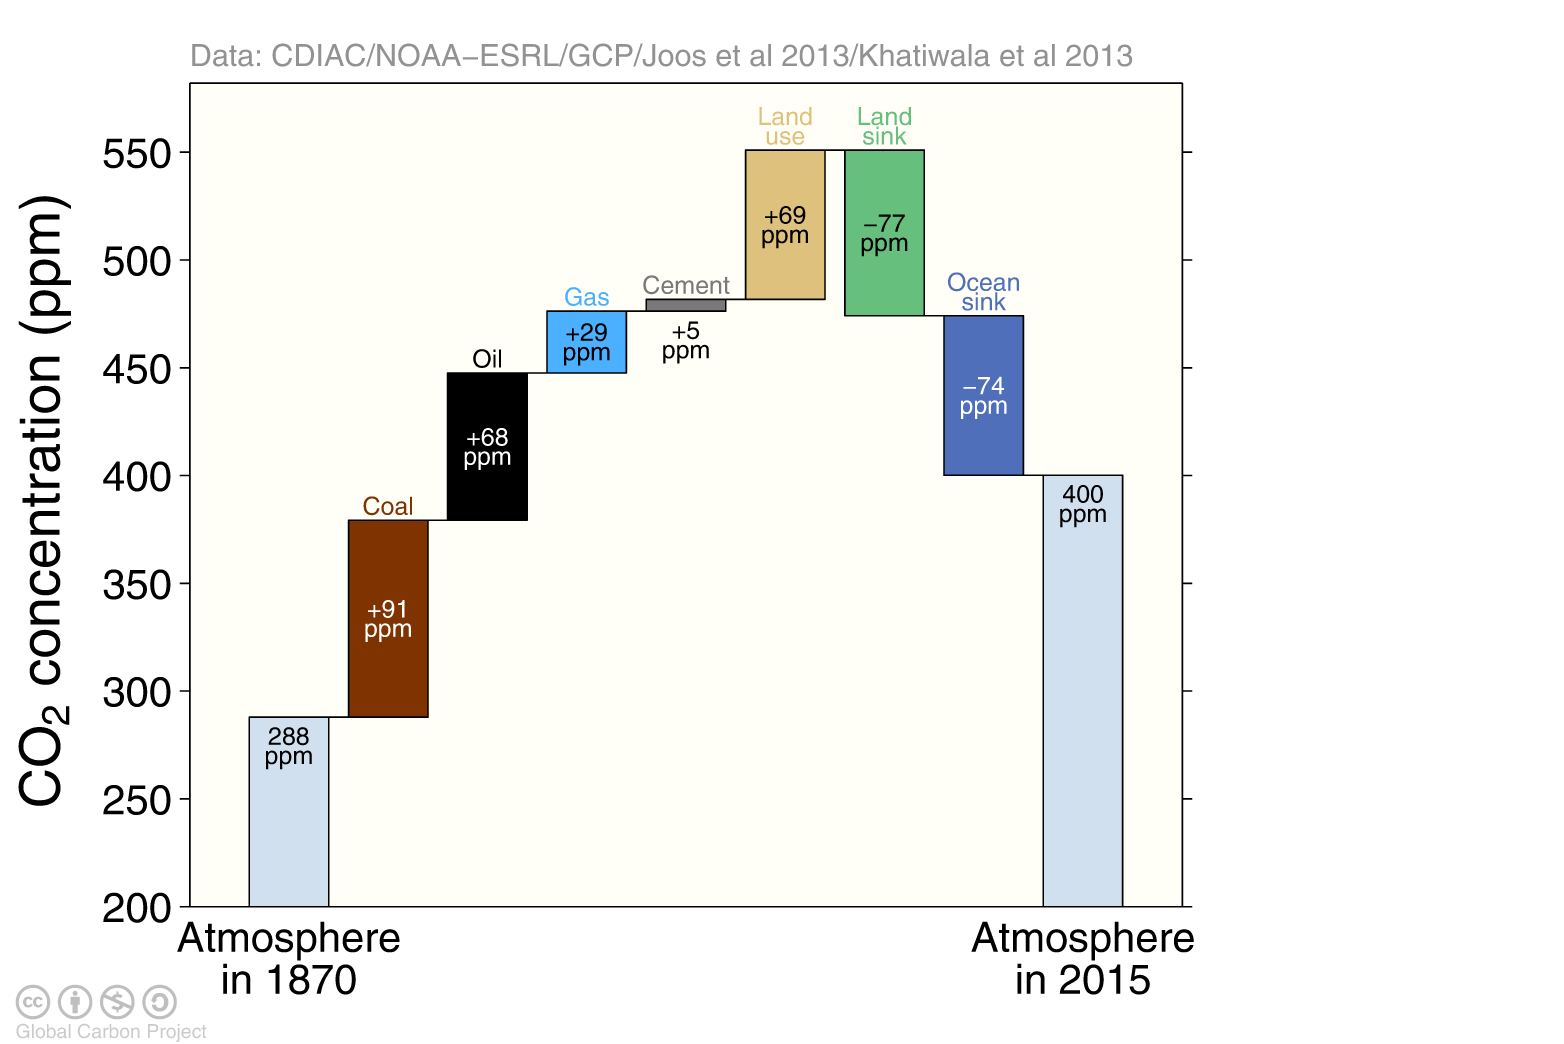 Data: CDIAC/NOAA−ESRL/GCP/Joos et al 2013/Khatiwala et al 2013
CO2 concentration (ppm)
550
500
450
400
350
300
250
200
288
ppm
Coal
+91
ppm
Oil
+68
ppm
Gas
+29
ppm
Cement
+5
ppm
Land
use
+69
ppm
Land
sink
−77
ppm
Ocean
sink
−74
ppm
400
ppm
Atmosphere
in 1870
Atmosphere
in 2015
cc
Global Carbon Project